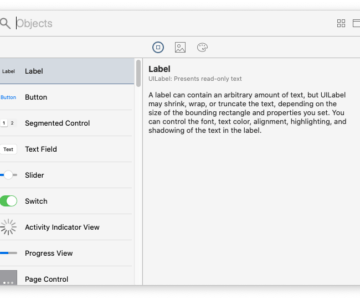 Objects
Label Label
Button Button
1 2 Segmented Control
Text Text Field
Slider
Switch
Activity Indicator View
Progress View
Page Control
Label
UILabel: Presents read-only text
A label can contain an arbitrary amount of text, but UILabel
may shrink, wrap, or truncate the text, depending on the
size of the bounding rectangle and properties you set. You
can control the font, text color, alignment, highlighting, and
shadowing of the text in the label.